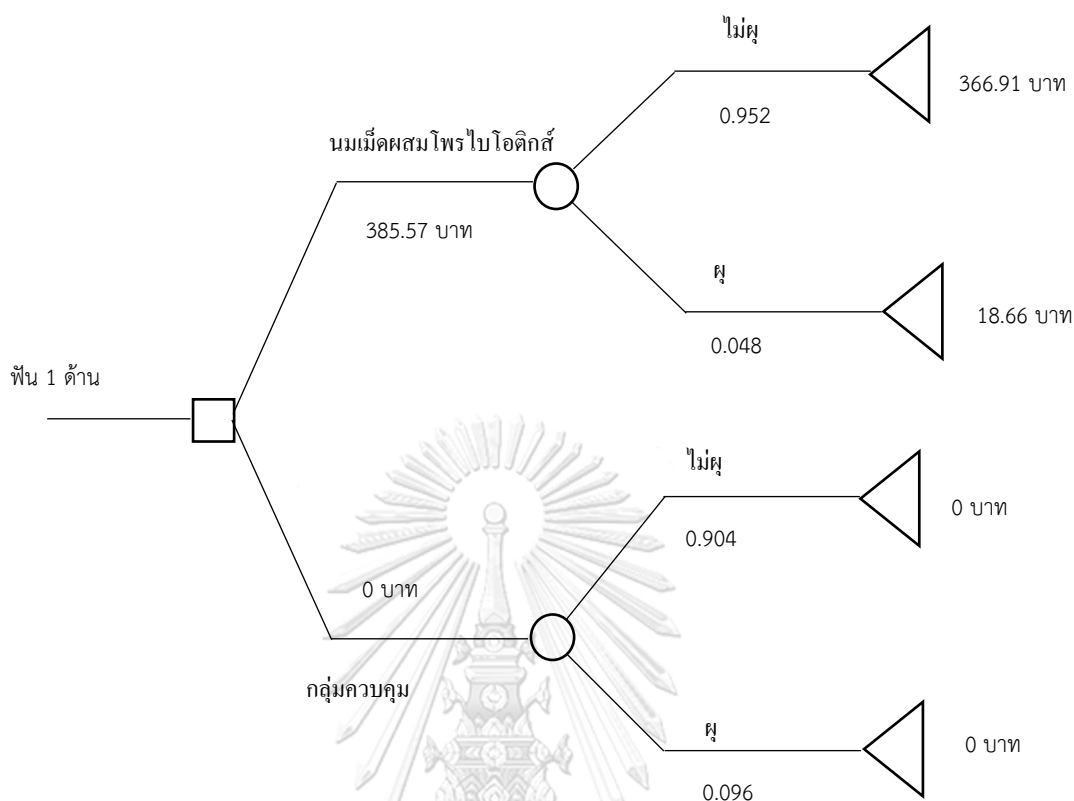 ไม่ผุ
366.91 บาท
0.952
นมเม็ดผสมโพรไบโอติกส์
385.57 บาท
ผุ
18.66 บาท
0.048
ฟัน 1 ด้าน
ไม่ผุ
0 บาท
0.904
0 บาท
กลุ่มควบคุม
ผุ
0 บาท
0.096